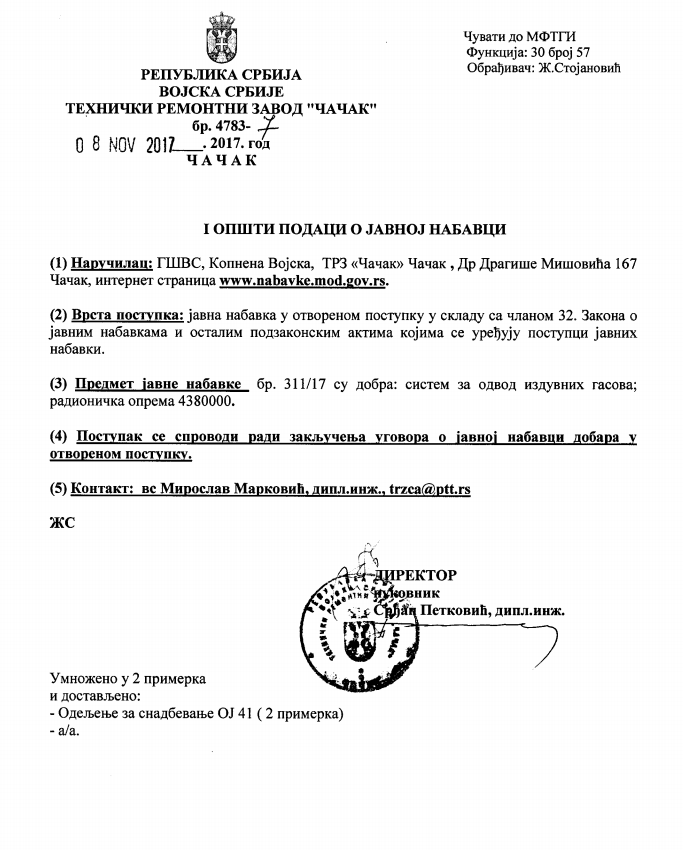 Чувати до МФТГИ
Функција: 30 број 57
Обрађивач: Ж.Стојановић
РЕПУБЛИКА СРБИЈА
ВОЈСКА СРБИЈЕ
ТЕХНИЧКИ РЕМОНТНИ ЗАВОД "ЧАЧАК"
бр. 4783- 7
08 NOV 2017 ____. 2017. год
Ч А Ч А К
I ОПШТИ ПОДАЦИ О ЈАВНОЈ НАБАВЦИ
(1) Наручилац: ГШВС, Копнена Војска, ТРЗ «Чачак» Чачак , Др Драгише Мишовића 167
Чачак, интернет страница www.nabavke.mod.gov.rs.
(2) Врста поступка: јавна набавка у отвореном поступку у складу са чланом 32. Закона о
јавним набавкама и осталим подзаконским актима којима се уређују поступци јавних
набавки.
(3) Предмет јавне набавке бр. 311/17 су добра: систем за одвод издувних гасова;
радионичка опрема 4380000.
(4) Поступак се спроводи ради закључења уговора о јавној набавци добара у
отвореном поступку.
(5) Контакт: вс Мирослав Марковић, дипл.инж., trzca@ptt.rs
ЖС
ДИРЕКТОР
пуковник
Срђан Петковић, дипл.инж.
Умножено у 2 примерка
и достављено:
- Одељење за снадбевање ОЈ 41 ( 2 примерка)
- а/а.